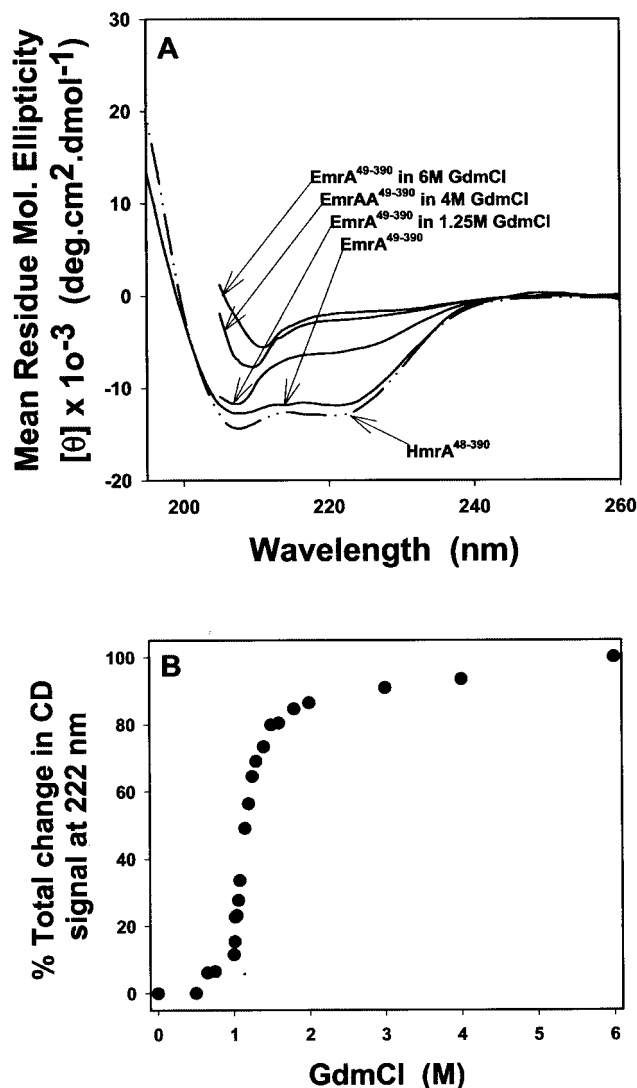 A
Mean Residue Mol. Ellipticity
[θ] x 10⁻³ (deg.cm².dmol⁻¹)
30
20
10
0
-10
-20
EmrA⁴⁹⁻³⁹⁰ in 6M GdmCl
EmrAA⁴⁹⁻³⁹⁰ in 4M GdmCl
EmrA⁴⁹⁻³⁹⁰ in 1.25M GdmCl
EmrA⁴⁹⁻³⁹⁰
HmrA⁴⁸⁻³⁹⁰
200 220 240 260
Wavelength (nm)
B
% Total change in CD
signal at 222 nm
100
80
60
40
20
0
0 1 2 3 4 5 6
GdmCl (M)